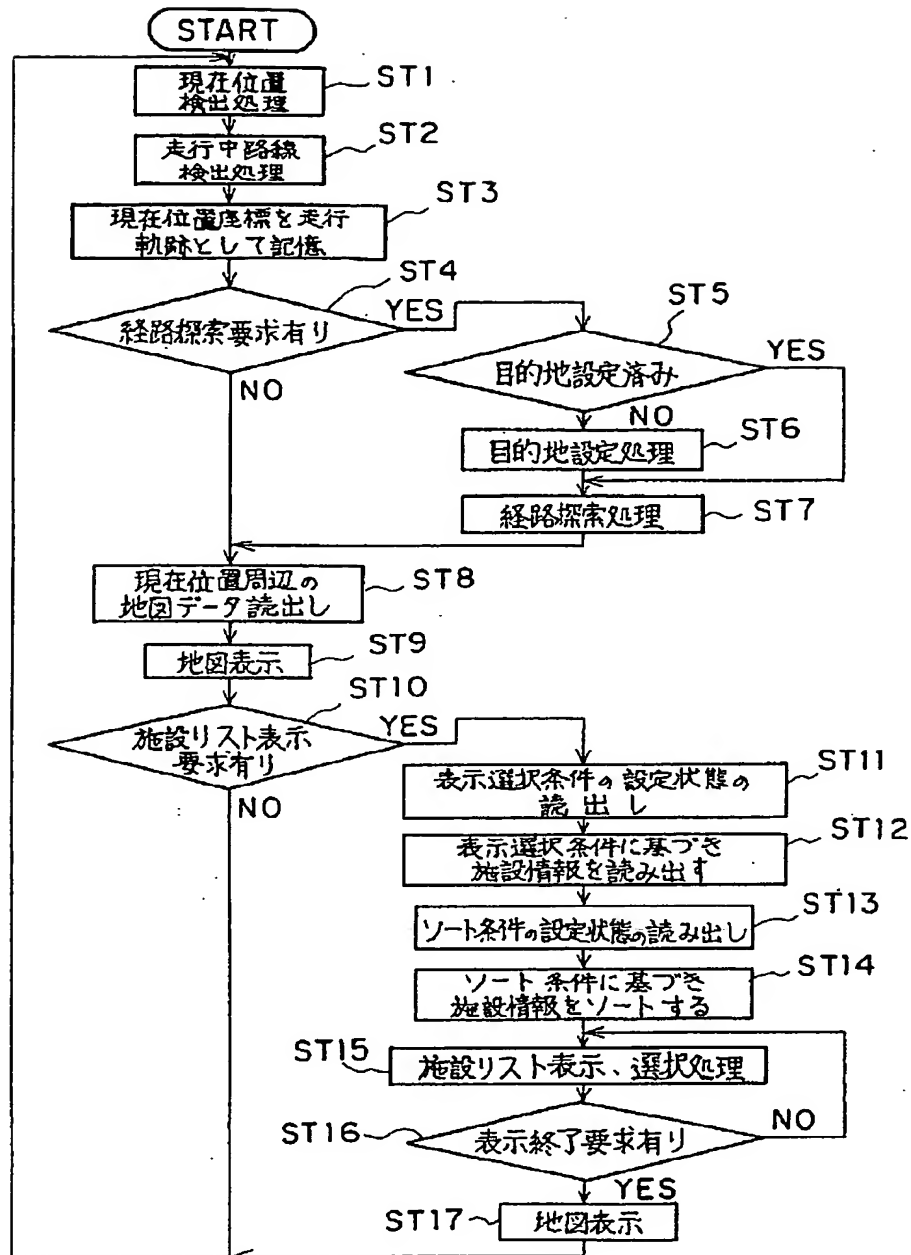 START
現在位置
検出処理
ST1
走行中路線
検出処理
ST2
現在位置座標を走行
軌跡として記憶
ST3
経路探索要求有り
ST4
YES
NO
目的地設定済み
ST5
YES
NO
目的地設定処理
ST6
経路探索処理
ST7
現在位置周辺の
地図データ読出し
ST8
地図表示
ST9
施設リスト表示
要求有り
ST10
YES
NO
表示選択条件の設定状態の
読出し
ST11
表示選択条件に基づき
施設情報を読み出す
ST12
ソート条件の設定状態の読み出し
ST13
ソート条件に基づき
施設情報をソートする
ST14
ST15
施設リスト表示、選択処理
ST16
表示終了要求有り
NO
YES
ST17
地図表示